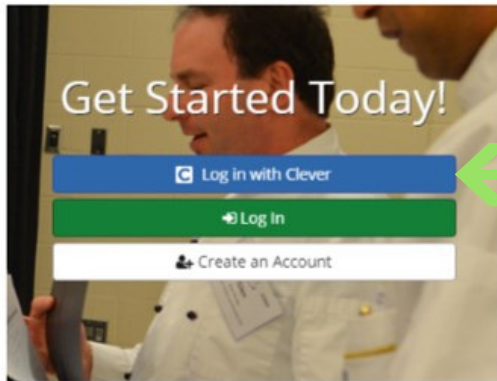 Get Started Today!
C Log in with Clever
Log In
Create an Account